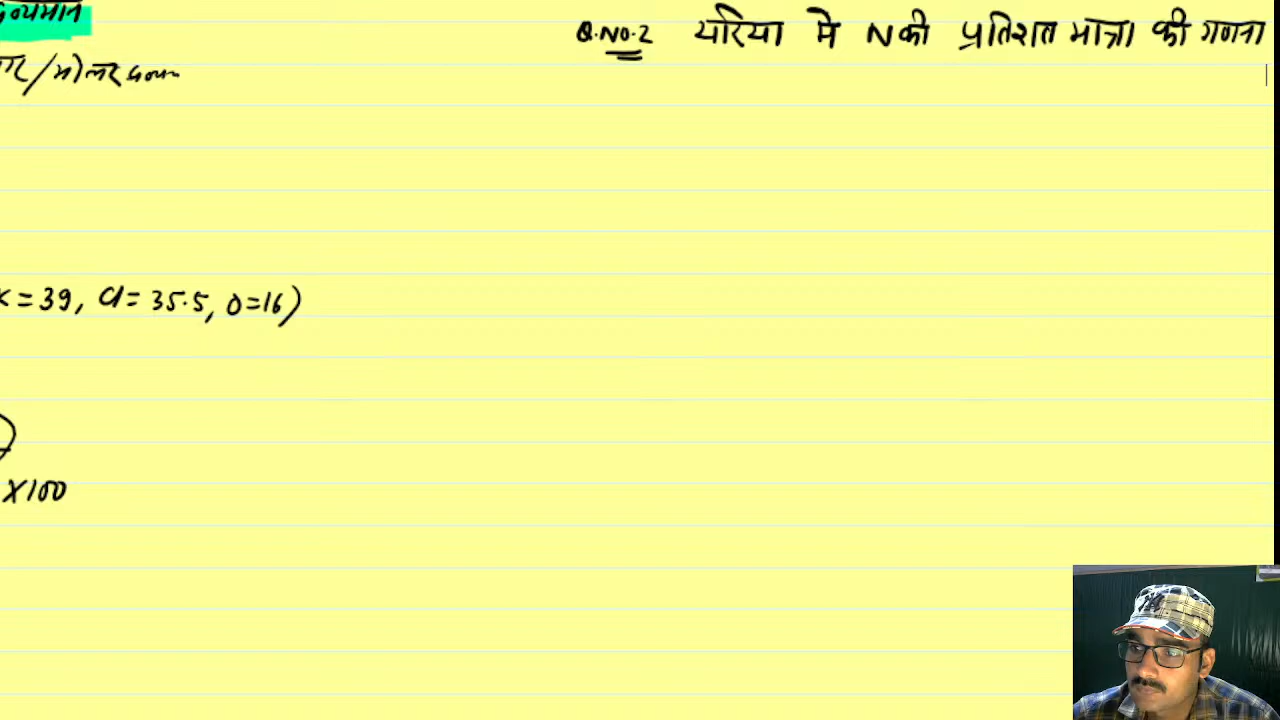 Q.NO.2 यूरिया में N की प्रतिशत मात्रा की गणना
= 39, Cl = 35.5, O = 16)
X100